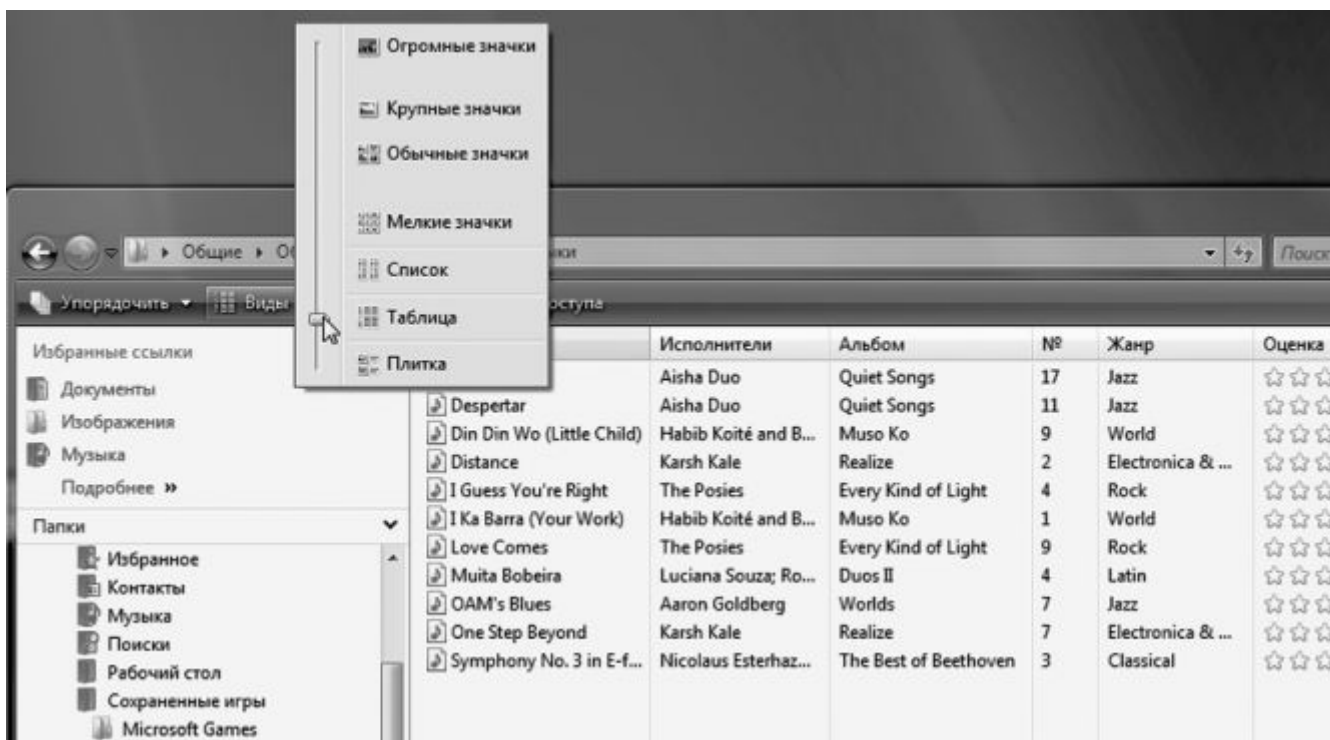 Огромные значки
Крупные значки
Обычные значки
Мелкие значки
Список
Таблица
Плитка
Общие
Поиск
Упорядочить Виды
Избранные ссылки
Документы
Изображения
Музыка
Подробнее »
Папки
Избранное
Контакты
Музыка
Поиски
Рабочий стол
Сохраненные игры
Microsoft Games
Исполнители Альбом № Жанр Оценка
Aisha Duo Quiet Songs 17 Jazz
Despertar Aisha Duo Quiet Songs 11 Jazz
Din Din Wo (Little Child) Habib Koité and B... Muso Ko 9 World
Distance Karsh Kale Realize 2 Electronica & ...
I Guess You're Right The Posies Every Kind of Light 4 Rock
I Ka Barra (Your Work) Habib Koité and B... Muso Ko 1 World
Love Comes The Posies Every Kind of Light 9 Rock
Muita Bobeira Luciana Souza; Ro... Duos II 4 Latin
OAM's Blues Aaron Goldberg Worlds 7 Jazz
One Step Beyond Karsh Kale Realize 7 Electronica & ...
Symphony No. 3 in E-f... Nicolaus Esterhaz... The Best of Beethoven 3 Classical